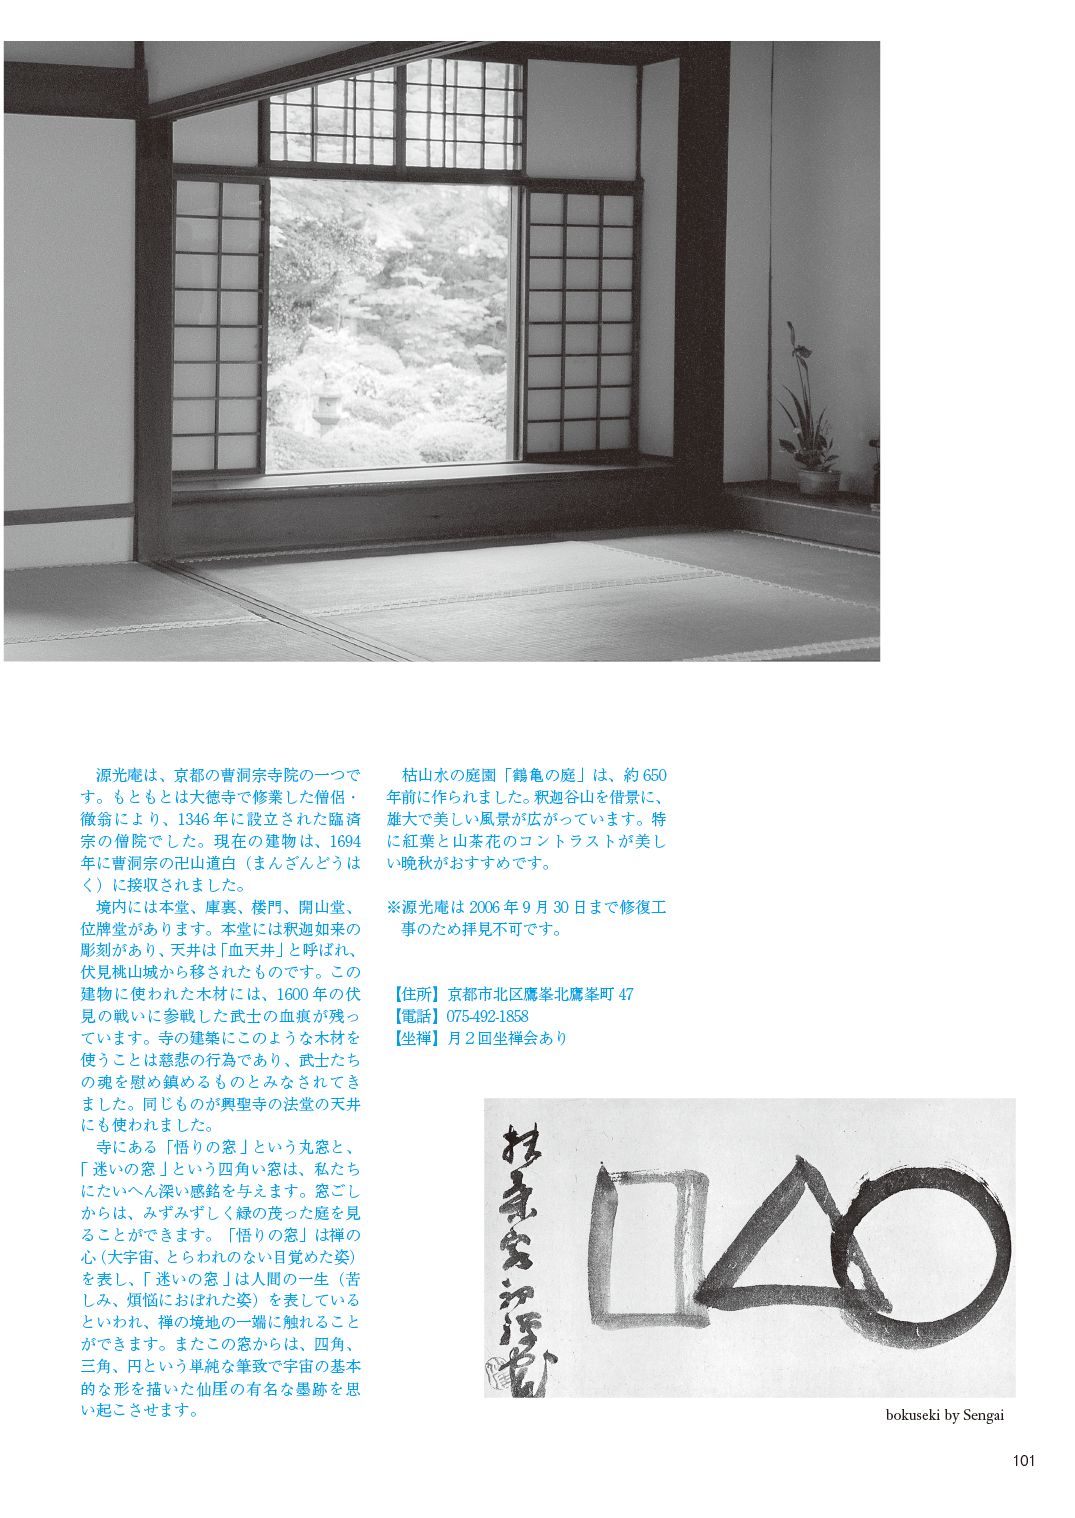 源光庵は、京都の曹洞宗寺院の一つで
す。もともとは大徳寺で修業した僧侶・
徹翁により、1346 年に設立された臨済
宗の僧院でした。現在の建物は、1694
年に曹洞宗の卍山道白（まんざんどうは
く）に接収されました。
境内には本堂、庫裏、楼門、開山堂、
位牌堂があります。本堂には釈迦如来の
彫刻があり、天井は「血天井」と呼ばれ、
伏見桃山城から移されたものです。この
建物に使われた木材には、1600 年の伏
見の戦いに参戦した武士の血痕が残っ
ています。寺の建築にこのような木材を
使うことは慈悲の行為であり、武士たち
の魂を慰め鎮めるものとみなされてき
ました。同じものが興聖寺の法堂の天井
にも使われました。
寺にある「悟りの窓」という丸窓と、
「迷いの窓」という四角い窓は、私たち
にたいへん深い感銘を与えます。窓ごし
からは、みずみずしく緑の茂った庭を見
ることができます。「悟りの窓」は禅の
心（大宇宙、とらわれのない目覚めた姿）
を表し、「迷いの窓」は人間の一生（苦
しみ、煩悩におぼれた姿）を表している
といわれ、禅の境地の一端に触れること
ができます。またこの窓からは、四角、
三角、円という単純な筆致で宇宙の基本
的な形を描いた仙厓の有名な墨跡を思
い起こさせます。
枯山水の庭園「鶴亀の庭」は、約 650
年前に作られました。釈迦谷山を借景に、
雄大で美しい風景が広がっています。特
に紅葉と山茶花のコントラストが美し
い晩秋がおすすめです。
※源光庵は 2006 年 9 月 30 日まで修復工
事のため拝見不可です。
【住所】京都市北区鷹峯北鷹峯町 47
【電話】075-492-1858
【坐禅】月２回坐禅会あり
bokuseki by Sengai
101